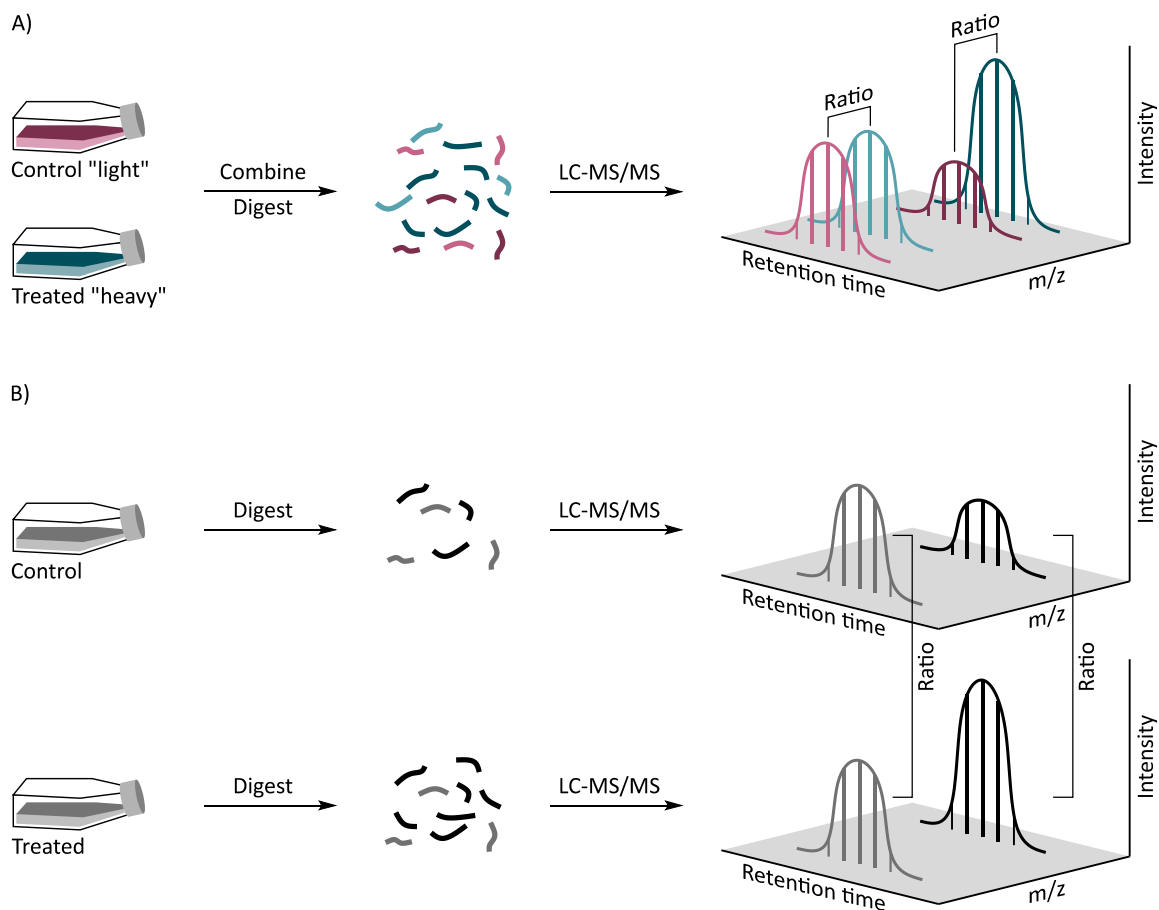 A)
Control "light"
Treated "heavy"
Combine
Digest
LC-MS/MS
Ratio
Ratio
Intensity
Retention time
m/z
B)
Control
Digest
LC-MS/MS
Intensity
Retention time
m/z
Ratio
Ratio
Treated
Digest
LC-MS/MS
Intensity
Retention time
m/z